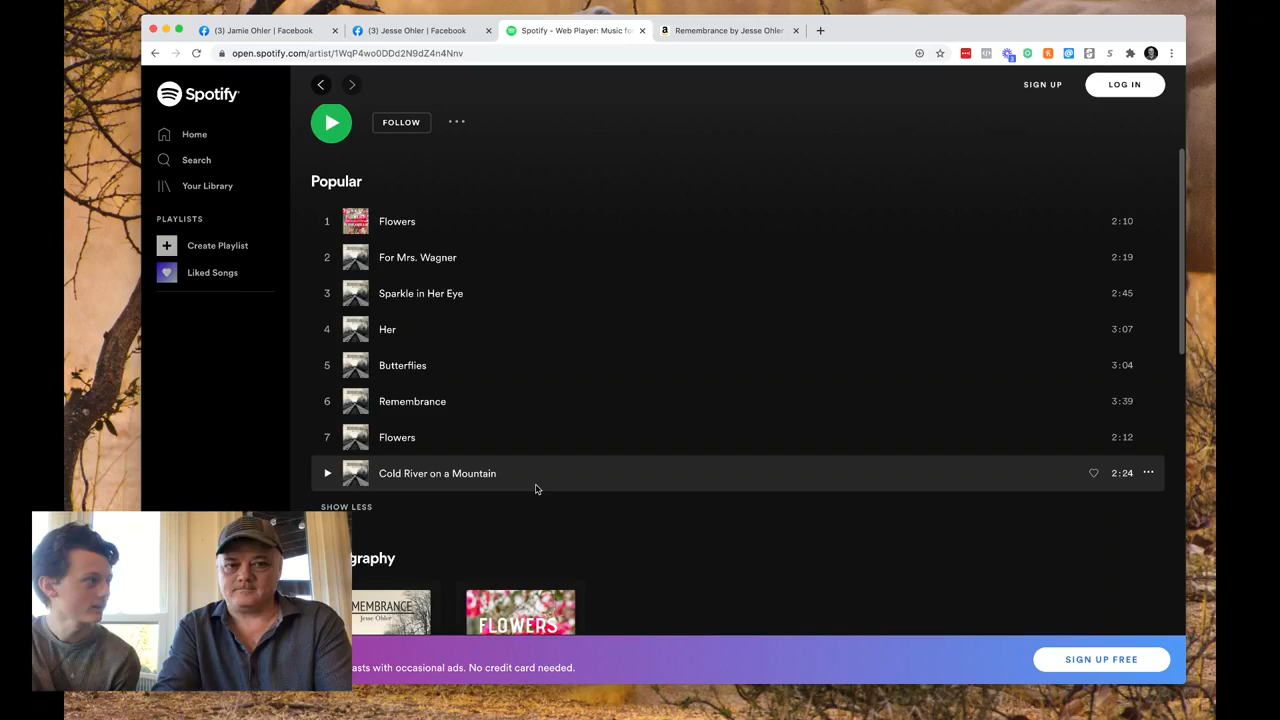 (3) Jamie Ohler | Facebook
(3) Jesse Ohler | Facebook
Spotify - Web Player: Music for
Remembrance by Jesse Ohler
open.spotify.com/artist/1WqP4wo0DDd2N9dZ4n4Nnv
Spotify
SIGN UP
LOG IN
Home
Search
Your Library
PLAYLISTS
Create Playlist
Liked Songs
FOLLOW
Popular
1 Flowers 2:10
2 For Mrs. Wagner 2:19
3 Sparkle in Her Eye 2:45
4 Her 3:07
5 Butterflies 3:04
6 Remembrance 3:39
7 Flowers 2:12
Cold River on a Mountain 2:24
SHOW LESS
ography
MEMBRANCE
Jesse Ohler
FLOWERS
asts with occasional ads. No credit card needed.
SIGN UP FREE